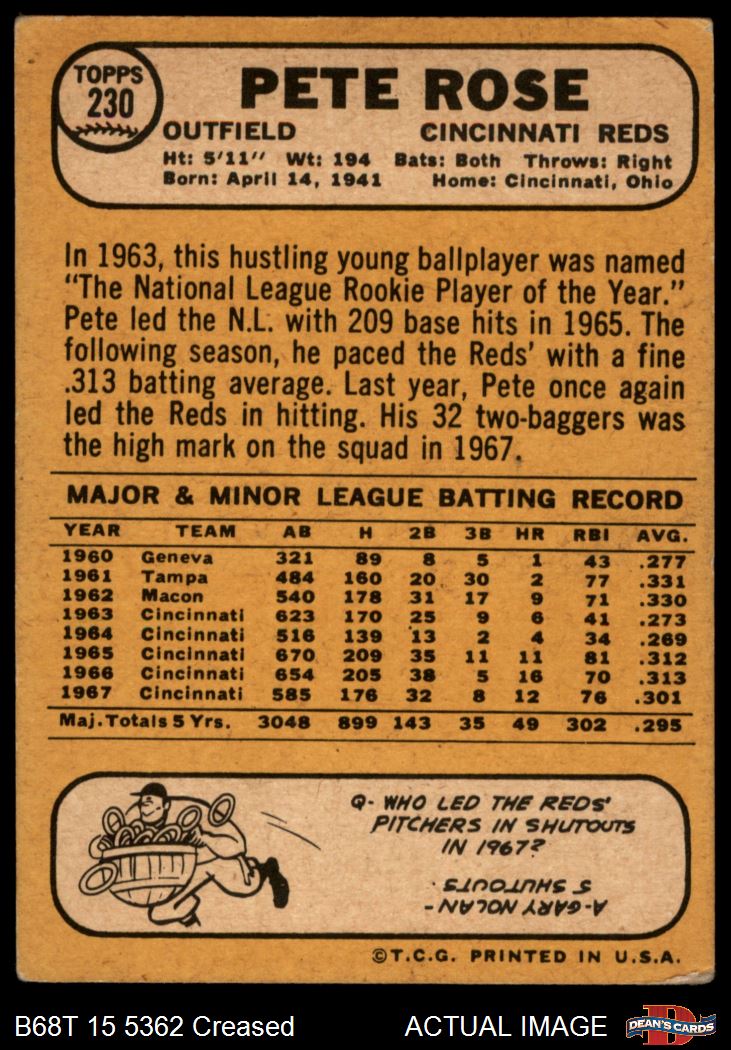 TOPPS
230
PETE ROSE
OUTFIELD CINCINNATI REDS
Ht: 5'11" Wt: 194 Bats: Both Throws: Right
Born: April 14, 1941 Home: Cincinnati, Ohio
In 1963, this hustling young ballplayer was named
"The National League Rookie Player of the Year."
Pete led the N.L. with 209 base hits in 1965. The
following season, he paced the Reds' with a fine
.313 batting average. Last year, Pete once again
led the Reds in hitting. His 32 two-baggers was
the high mark on the squad in 1967.
MAJOR & MINOR LEAGUE BATTING RECORD
YEAR TEAM AB H 2B 3B HR RBI AVG.
1960 Geneva 321 89 8 5 1 43 .277
1961 Tampa 484 160 20 30 2 77 .331
1962 Macon 540 178 31 17 9 71 .330
1963 Cincinnati 623 170 25 9 6 41 .273
1964 Cincinnati 516 139 13 2 4 34 .269
1965 Cincinnati 670 209 35 11 11 81 .312
1966 Cincinnati 654 205 38 5 16 70 .313
1967 Cincinnati 585 176 32 8 12 76 .301
Maj. Totals 5 Yrs. 3048 899 143 35 49 302 .295
Q- WHO LED THE REDS'
PITCHERS IN SHUTOUTS
IN 1967?
A-GARY NOLAN-
5 SHUTOUTS.
©T.C.G. PRINTED IN U.S.A.
B68T 15 5362 Creased ACTUAL IMAGE DEAN'S CARDS